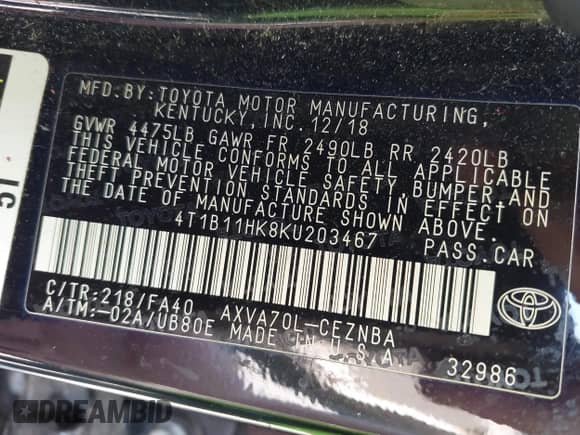 MFD.BY:TOYOTA MOTOR MANUFACTURING,
KENTUCKY,INC.12/18
GVWR 4475LB GAWR FR 2490LB RR 2420LB
THIS VEHICLE CONFORMS TO ALL APPLICABLE
FEDERAL MOTOR VEHICLE SAFETY,BUMPER,AND
THEFT PREVENTION STANDARDS IN EFFECT ON
THE DATE OF MANUFACTURE SHOWN ABOVE.
4T1B11HK8KU203467 PASS.CAR
C/TR:218/FA40 AXVA70L-CEZNBA
A/TM:-02A/UB80E MADE IN U.S.A. 32986
DREAMBID